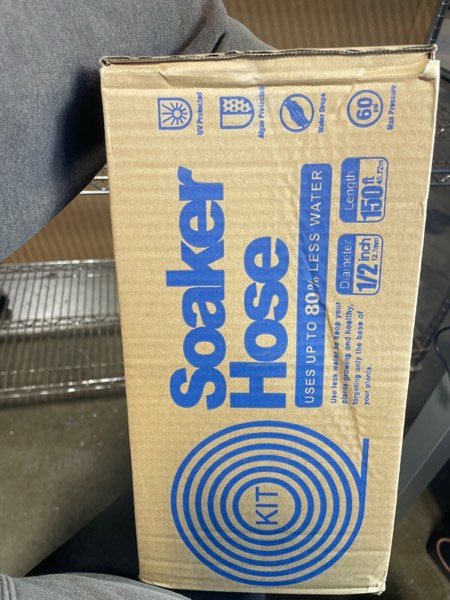 Soaker
Hose
KIT
USES UP TO 80% LESS WATER
Use less water to keep your
plants growing and healthy,
targeting only the base of
your plants.
Diameter
1/2 inch
12.7mm
Length
150 ft
45.72m
UV Protected
Algae Protected
Water Drops
60
psi
Max Pressure